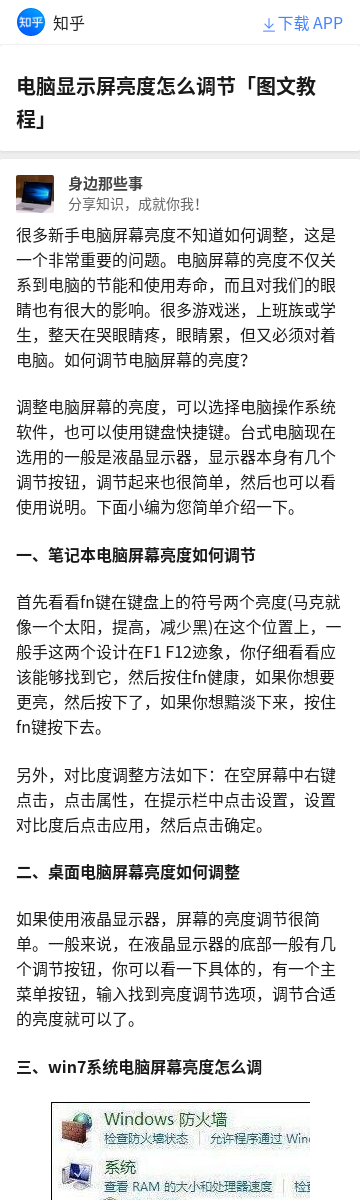 知乎 知乎 下载 APP
电脑显示屏亮度怎么调节「图文教
程」
身边那些事
分享知识，成就你我！
很多新手电脑屏幕亮度不知道如何调整，这是
一个非常重要的问题。电脑屏幕的亮度不仅关
系到电脑的节能和使用寿命，而且对我们的眼
睛也有很大的影响。很多游戏迷，上班族或学
生，整天在哭眼睛疼，眼睛累，但又必须对着
电脑。如何调节电脑屏幕的亮度？
调整电脑屏幕的亮度，可以选择电脑操作系统
软件，也可以使用键盘快捷键。台式电脑现在
选用的一般是液晶显示器，显示器本身有几个
调节按钮，调节起来也很简单，然后也可以看
使用说明。下面小编为您简单介绍一下。
一、笔记本电脑屏幕亮度如何调节
首先看看fn键在键盘上的符号两个亮度(马克就
像一个太阳，提高，减少黑)在这个位置上，一
般手这两个设计在F1 F12迹象，你仔细看看应
该能够找到它，然后按住fn健康，如果你想要
更亮，然后按下了，如果你想黯淡下来，按住
fn键按下去。
另外，对比度调整方法如下：在空屏幕中右键
点击，点击属性，在提示栏中点击设置，设置
对比度后点击应用，然后点击确定。
二、桌面电脑屏幕亮度如何调整
如果使用液晶显示器，屏幕的亮度调节很简
单。一般来说，在液晶显示器的底部一般有几
个调节按钮，你可以看一下具体的，有一个主
菜单按钮，输入找到亮度调节选项，调节合适
的亮度就可以了。
三、win7系统电脑屏幕亮度怎么调
Windows 防火墙
检查防火墙状态 允许程序通过 Win
系统
查看 RAM 的大小和处理器速度 检